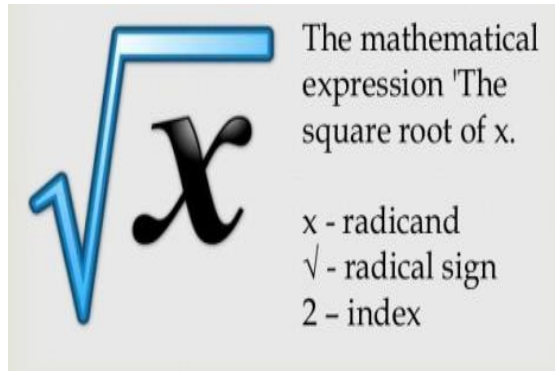 √x
The mathematical
expression 'The
square root of x.
x - radicand
√ - radical sign
2 – index